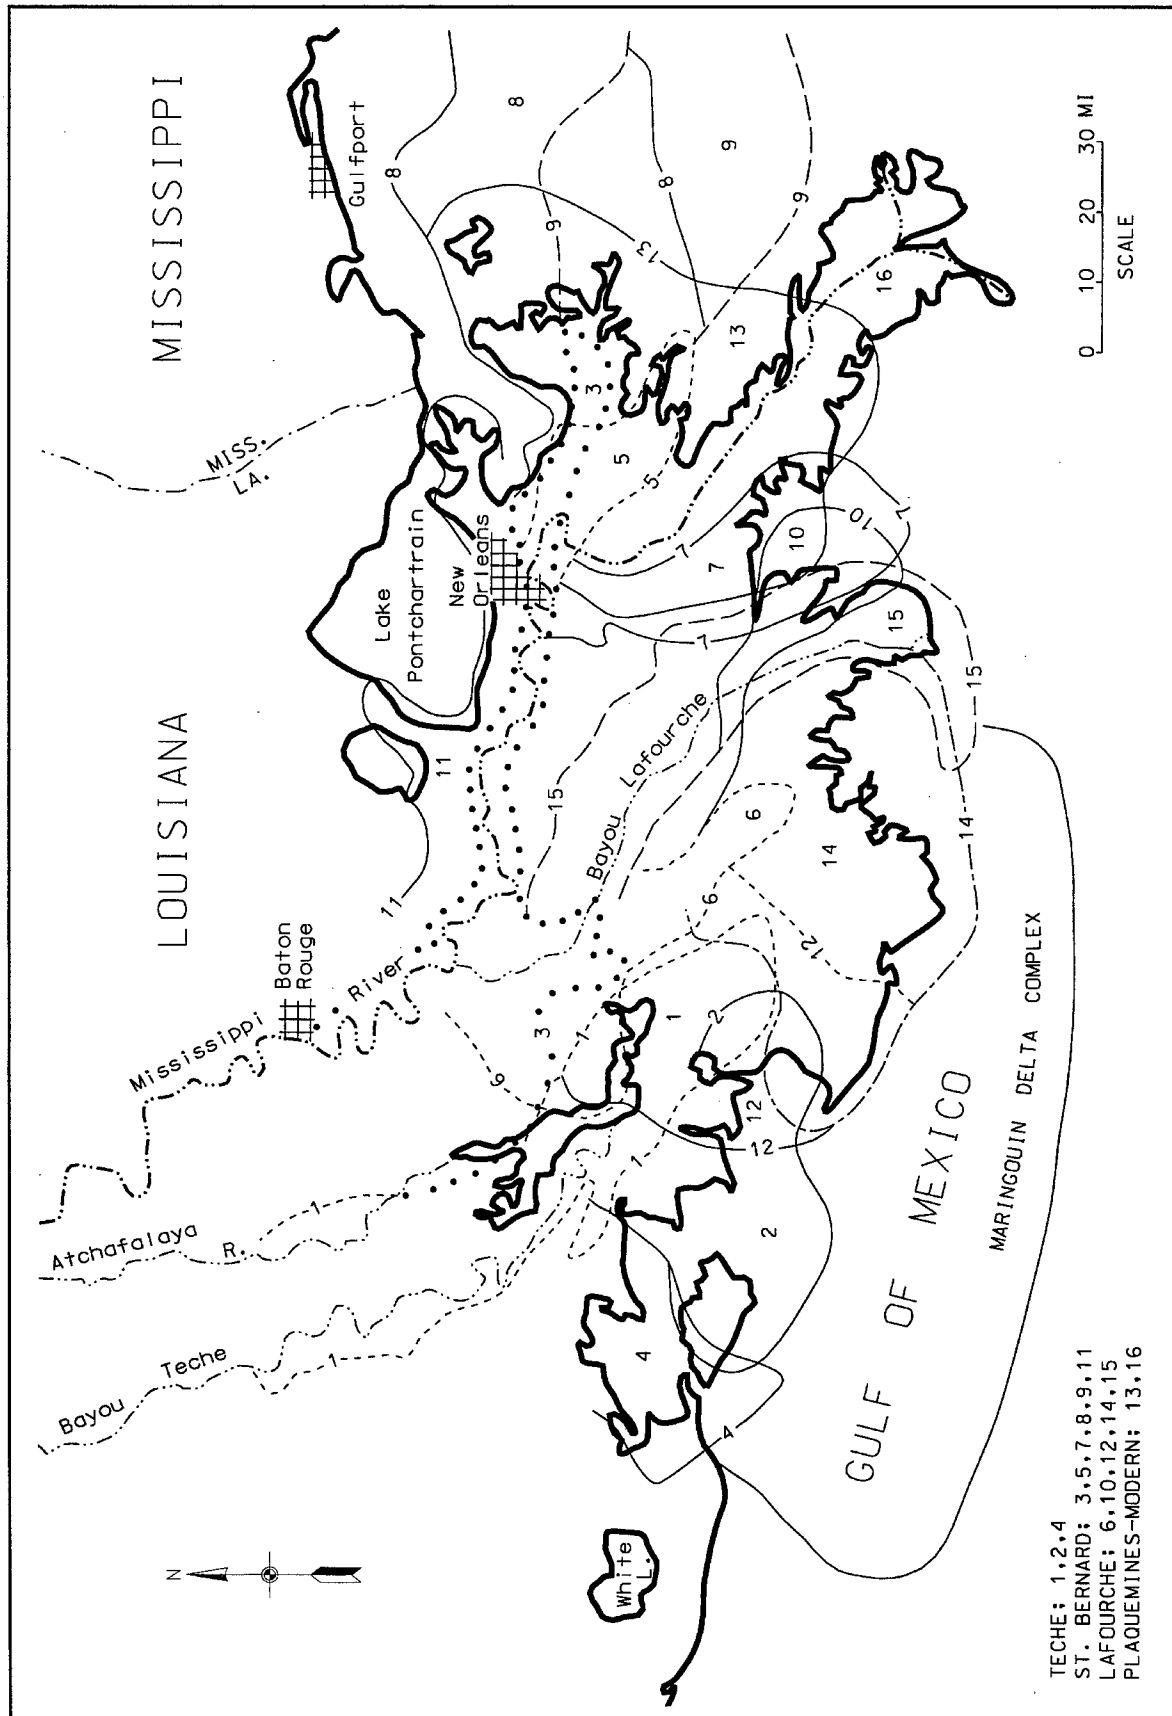 MISSISSIPPI
LOUISIANA
Gulfport
MISS.
LA.
Lake
Pontchartrain
New
Orleans
Baton
Rouge
Mississippi
River
Atchafalaya
R.
Bayou
Teche
Bayou
Lafourche
White
L.
N
8
8
8
9
9
9
13
13
3
5
5
16
7
7
7
7
10
10
11
11
15
15
15
14
14
6
6
12
12
12
9
3
1
1
1
1
1
1
2
2
4
4
GULF OF MEXICO
MARINGOUIN DELTA COMPLEX
0 10 20 30 MI
SCALE
TECHE: 1,2,4
ST. BERNARD: 3,5,7,8,9,11
LAFOURCHE: 6,10,12,14,15
PLAQUEMINES-MODERN: 13,16